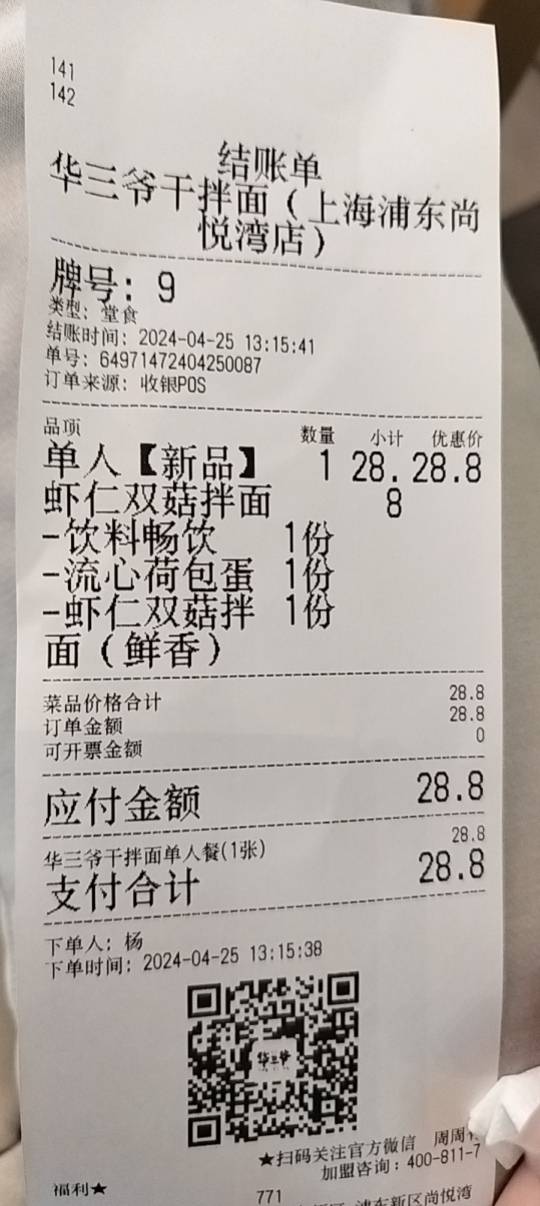 141
142
结账单
华三爷干拌面（上海浦东尚
悦湾店）
牌号：9
类型：堂食
结账时间：2024-04-25 13:15:41
单号：64971472404250087
订单来源：收银POS
品项 数量 小计 优惠价
单人【新品】 1 28. 28.8
虾仁双菇拌面 8
-饮料畅饮 1份
-流心荷包蛋 1份
-虾仁双菇拌 1份
面（鲜香）
菜品价格合计 28.8
订单金额 28.8
可开票金额 0
应付金额 28.8
华三爷干拌面单人餐(1张) 28.8
支付合计 28.8
下单人：杨
下单时间：2024-04-25 13:15:38
华三爷
★扫码关注官方微信 周周
福利★ 加盟咨询：400-811-7
771
浦东新区尚悦湾